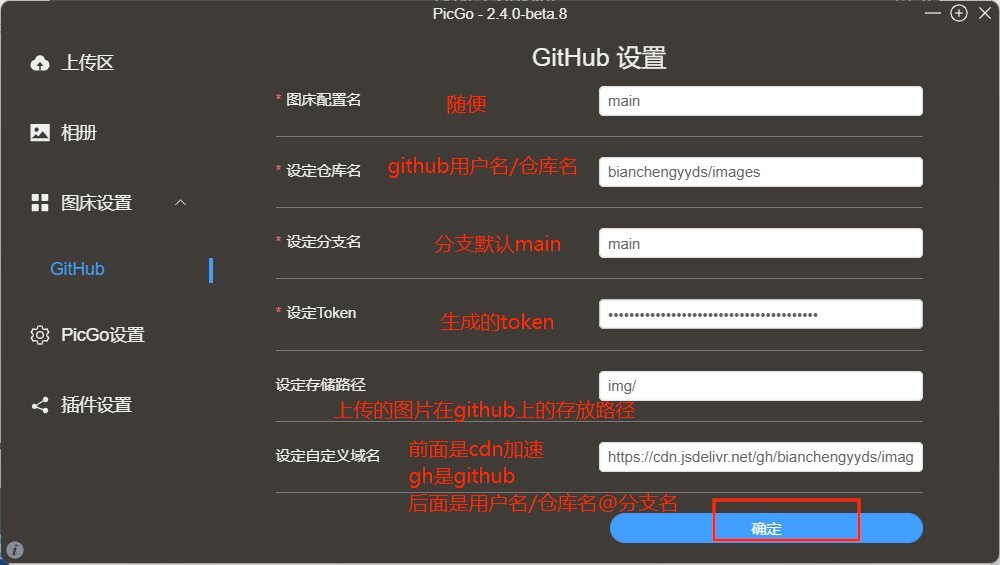 PicGo - 2.4.0-beta.8
上传区
相册
图床设置
GitHub
PicGo设置
插件设置
GitHub 设置
* 图床配置名
随便
main
* 设定仓库名
github用户名/仓库名
bianchengyyds/images
* 设定分支名
分支默认main
main
* 设定Token
生成的token
设定存储路径
img/
上传的图片在github上的存放路径
设定自定义域名
前面是cdn加速
gh是github
后面是用户名/仓库名@分支名
https://cdn.jsdelivr.net/gh/bianchengyyds/imag
确定